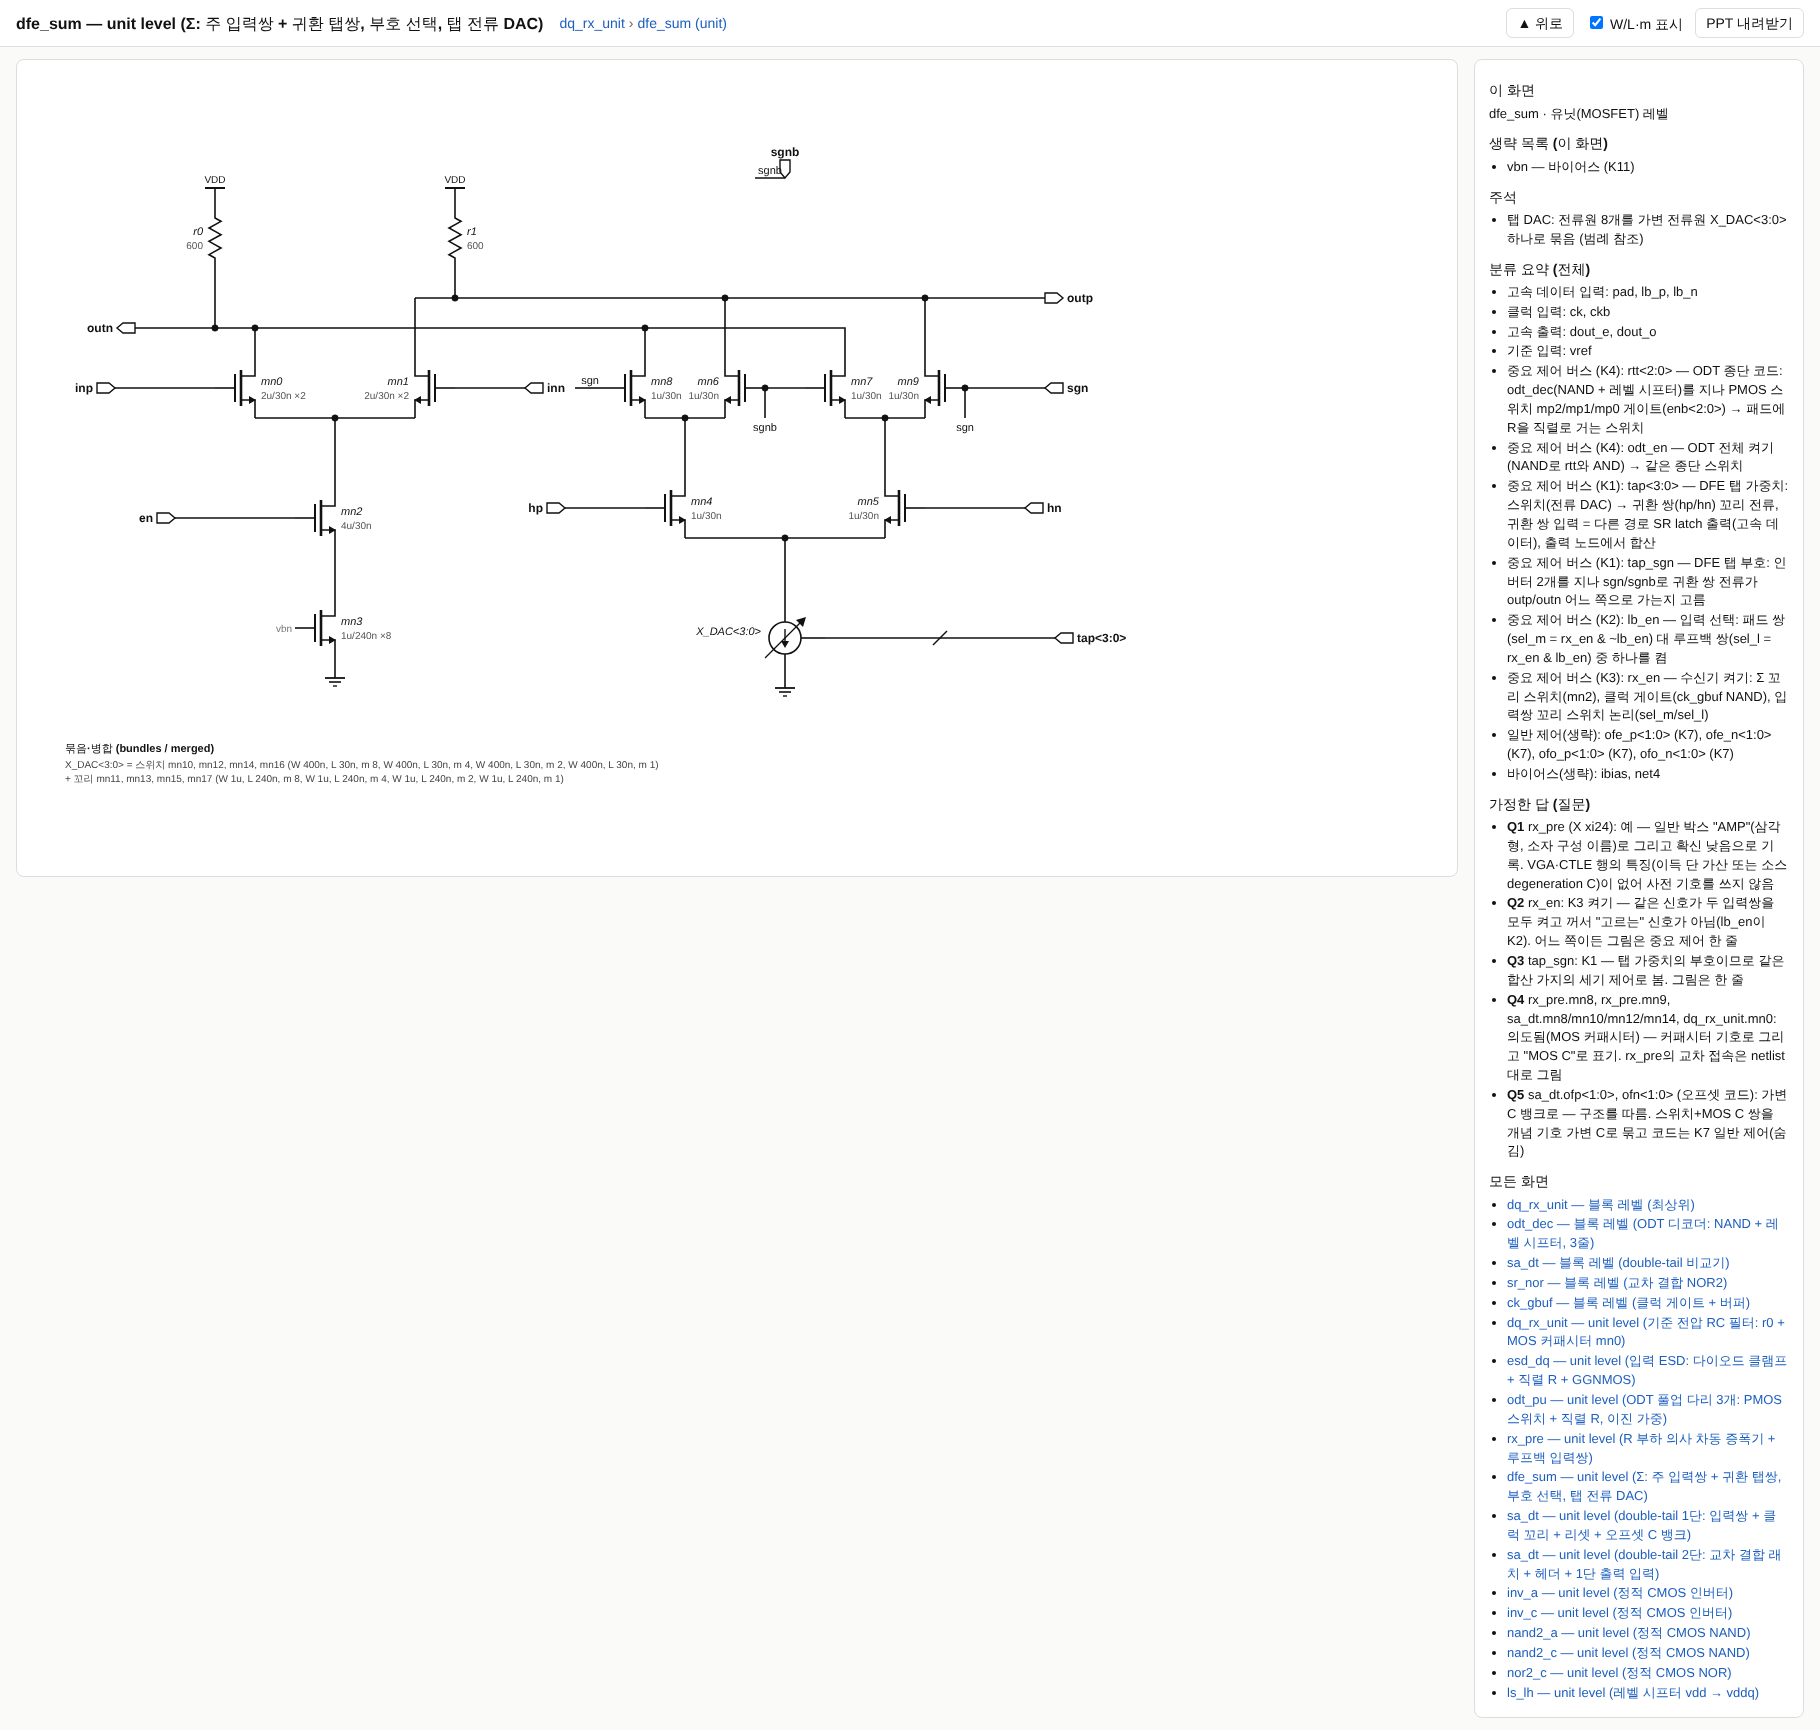 dfe_sum — unit level (Σ: 주 입력쌍 + 귀환 탭쌍, 부호 선택, 탭 전류 DAC)
dq_rx_unit › dfe_sum (unit)
▲ 위로
W/L·m 표시
PPT 내려받기
sgnb
sgnb
VDD
VDD
r0
600
r1
600
outp
outn
inp
mn0
2u/30n ×2
mn1
2u/30n ×2
inn
sgn
mn8
1u/30n
mn6
1u/30n
mn7
1u/30n
mn9
1u/30n
sgn
sgnb
sgn
en
mn2
4u/30n
hp
mn4
1u/30n
mn5
1u/30n
hn
vbn
mn3
1u/240n ×8
X_DAC<3:0>
tap<3:0>
묶음·병합 (bundles / merged)
X_DAC<3:0> = 스위치 mn10, mn12, mn14, mn16 (W 400n, L 30n, m 8, W 400n, L 30n, m 4, W 400n, L 30n, m 2, W 400n, L 30n, m 1)
+ 꼬리 mn11, mn13, mn15, mn17 (W 1u, L 240n, m 8, W 1u, L 240n, m 4, W 1u, L 240n, m 2, W 1u, L 240n, m 1)
이 화면
dfe_sum · 유닛(MOSFET) 레벨
생략 목록 (이 화면)
vbn — 바이어스 (K11)
주석
탭 DAC: 전류원 8개를 가변 전류원 X_DAC<3:0>
하나로 묶음 (범례 참조)
분류 요약 (전체)
고속 데이터 입력: pad, lb_p, lb_n
클럭 입력: ck, ckb
고속 출력: dout_e, dout_o
기준 입력: vref
중요 제어 버스 (K4): rtt<2:0> — ODT 종단 코드:
odt_dec(NAND + 레벨 시프터)를 지나 PMOS 스
위치 mp2/mp1/mp0 게이트(enb<2:0>) → 패드에
R을 직렬로 거는 스위치
중요 제어 버스 (K4): odt_en — ODT 전체 켜기
(NAND로 rtt와 AND) → 같은 종단 스위치
중요 제어 버스 (K1): tap<3:0> — DFE 탭 가중치:
스위치(전류 DAC) → 귀환 쌍(hp/hn) 꼬리 전류,
귀환 쌍 입력 = 다른 경로 SR latch 출력(고속 데
이터), 출력 노드에서 합산
중요 제어 버스 (K1): tap_sgn — DFE 탭 부호: 인
버터 2개를 지나 sgn/sgnb로 귀환 쌍 전류가
outp/outn 어느 쪽으로 가는지 고름
중요 제어 버스 (K2): lb_en — 입력 선택: 패드 쌍
(sel_m = rx_en & ~lb_en) 대 루프백 쌍(sel_l =
rx_en & lb_en) 중 하나를 켬
중요 제어 버스 (K3): rx_en — 수신기 켜기: Σ 꼬
리 스위치(mn2), 클럭 게이트(ck_gbuf NAND), 입
력쌍 꼬리 스위치 논리(sel_m/sel_l)
일반 제어(생략): ofe_p<1:0> (K7), ofe_n<1:0>
(K7), ofo_p<1:0> (K7), ofo_n<1:0> (K7)
바이어스(생략): ibias, net4
가정한 답 (질문)
Q1 rx_pre (X xi24): 예 — 일반 박스 "AMP"(삼각
형, 소자 구성 이름)로 그리고 확신 낮음으로 기
록. VGA·CTLE 행의 특징(이득 단 가산 또는 소스
degeneration C)이 없어 사전 기호를 쓰지 않음
Q2 rx_en: K3 켜기 — 같은 신호가 두 입력쌍을
모두 켜고 꺼서 "고르는" 신호가 아님(lb_en이
K2). 어느 쪽이든 그림은 중요 제어 한 줄
Q3 tap_sgn: K1 — 탭 가중치의 부호이므로 같은
합산 가지의 세기 제어로 봄. 그림은 한 줄
Q4 rx_pre.mn8, rx_pre.mn9,
sa_dt.mn8/mn10/mn12/mn14, dq_rx_unit.mn0:
의도됨(MOS 커패시터) — 커패시터 기호로 그리
고 "MOS C"로 표기. rx_pre의 교차 접속은 netlist
대로 그림
Q5 sa_dt.ofp<1:0>, ofn<1:0> (오프셋 코드): 가변
C 뱅크로 — 구조를 따름. 스위치+MOS C 쌍을
개념 기호 가변 C로 묶고 코드는 K7 일반 제어(숨
김)
모든 화면
dq_rx_unit — 블록 레벨 (최상위)
odt_dec — 블록 레벨 (ODT 디코더: NAND + 레
벨 시프터, 3줄)
sa_dt — 블록 레벨 (double-tail 비교기)
sr_nor — 블록 레벨 (교차 결합 NOR2)
ck_gbuf — 블록 레벨 (클럭 게이트 + 버퍼)
dq_rx_unit — unit level (기준 전압 RC 필터: r0 +
MOS 커패시터 mn0)
esd_dq — unit level (입력 ESD: 다이오드 클램프
+ 직렬 R + GGNMOS)
odt_pu — unit level (ODT 풀업 다리 3개: PMOS
스위치 + 직렬 R, 이진 가중)
rx_pre — unit level (R 부하 의사 차동 증폭기 +
루프백 입력쌍)
dfe_sum — unit level (Σ: 주 입력쌍 + 귀환 탭쌍,
부호 선택, 탭 전류 DAC)
sa_dt — unit level (double-tail 1단: 입력쌍 + 클
럭 꼬리 + 리셋 + 오프셋 C 뱅크)
sa_dt — unit level (double-tail 2단: 교차 결합 래
치 + 헤더 + 1단 출력 입력)
inv_a — unit level (정적 CMOS 인버터)
inv_c — unit level (정적 CMOS 인버터)
nand2_a — unit level (정적 CMOS NAND)
nand2_c — unit level (정적 CMOS NAND)
nor2_c — unit level (정적 CMOS NOR)
ls_lh — unit level (레벨 시프터 vdd → vddq)